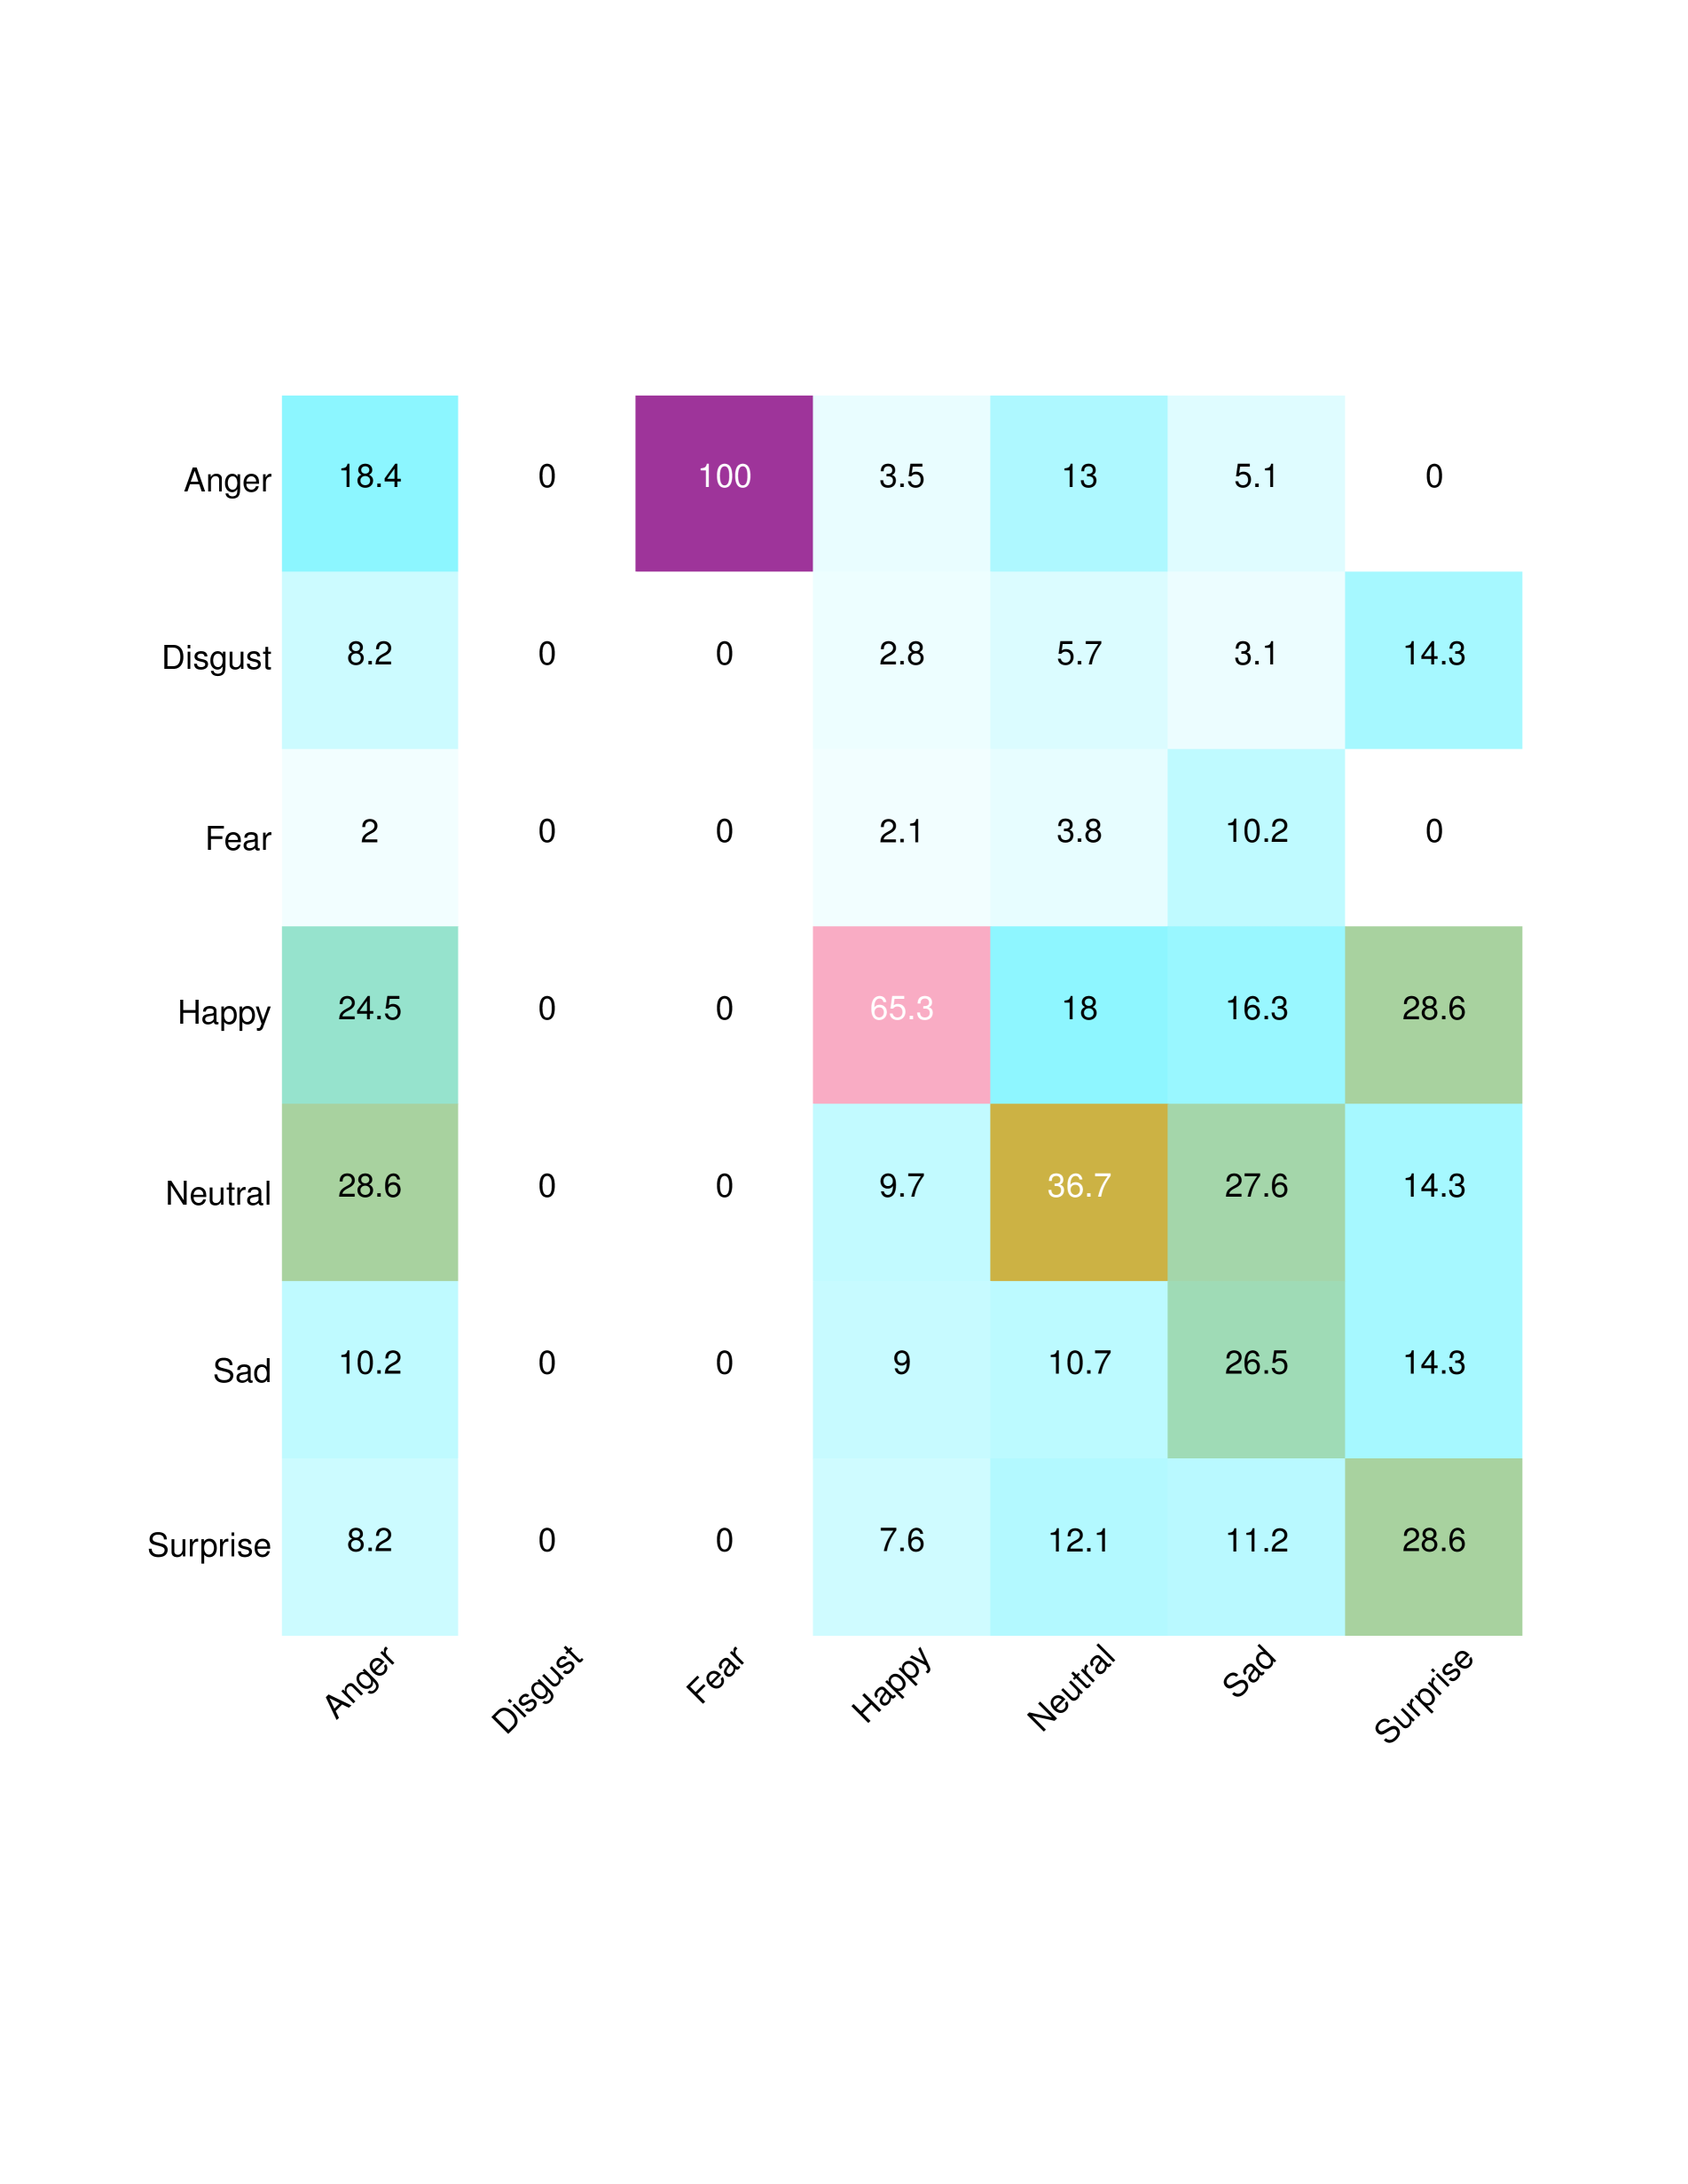 Anger 18.4 0 100 3.5 13 5.1 0
Disgust 8.2 0 0 2.8 5.7 3.1 14.3
Fear 2 0 0 2.1 3.8 10.2 0
Happy 24.5 0 0 65.3 18 16.3 28.6
Neutral 28.6 0 0 9.7 36.7 27.6 14.3
Sad 10.2 0 0 9 10.7 26.5 14.3
Surprise 8.2 0 0 7.6 12.1 11.2 28.6
Anger Disgust Fear Happy Neutral Sad Surprise